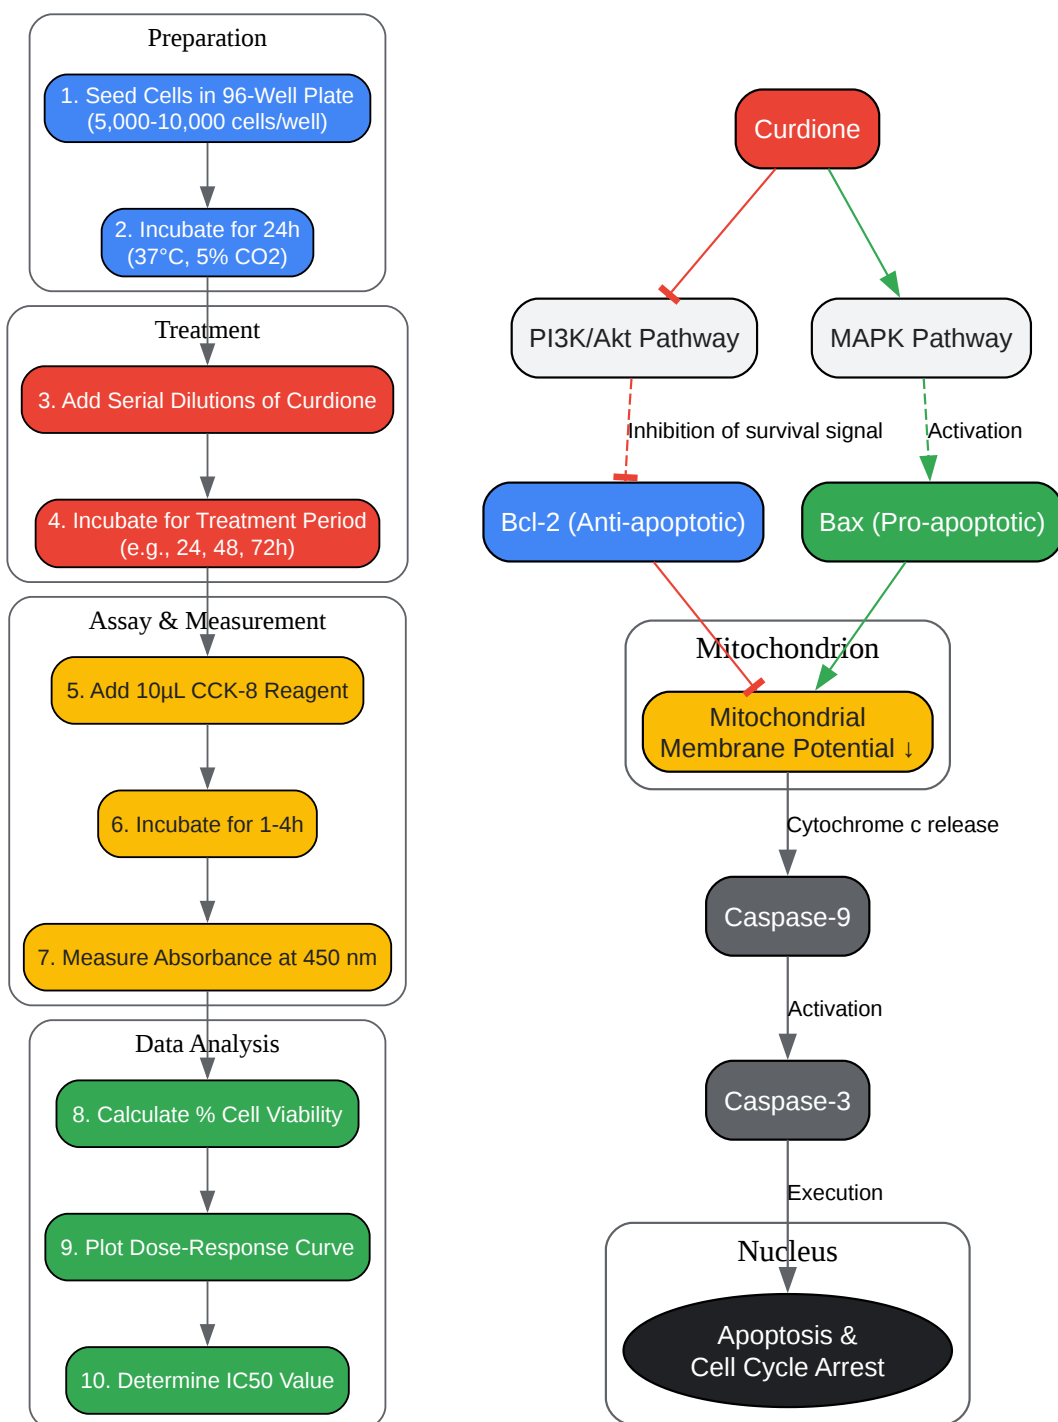 Preparation
1. Seed Cells in 96-Well Plate
(5,000-10,000 cells/well)
2. Incubate for 24h
(37°C, 5% CO2)
Treatment
3. Add Serial Dilutions of Curdione
4. Incubate for Treatment Period
(e.g., 24, 48, 72h)
Assay & Measurement
5. Add 10µL CCK-8 Reagent
6. Incubate for 1-4h
7. Measure Absorbance at 450 nm
Data Analysis
8. Calculate % Cell Viability
9. Plot Dose-Response Curve
10. Determine IC50 Value
Curdione
PI3K/Akt Pathway
MAPK Pathway
Inhibition of survival signal
Activation
Bcl-2 (Anti-apoptotic)
Bax (Pro-apoptotic)
Mitochondrion
Mitochondrial
Membrane Potential ↓
Cytochrome c release
Caspase-9
Activation
Caspase-3
Execution
Nucleus
Apoptosis &
Cell Cycle Arrest